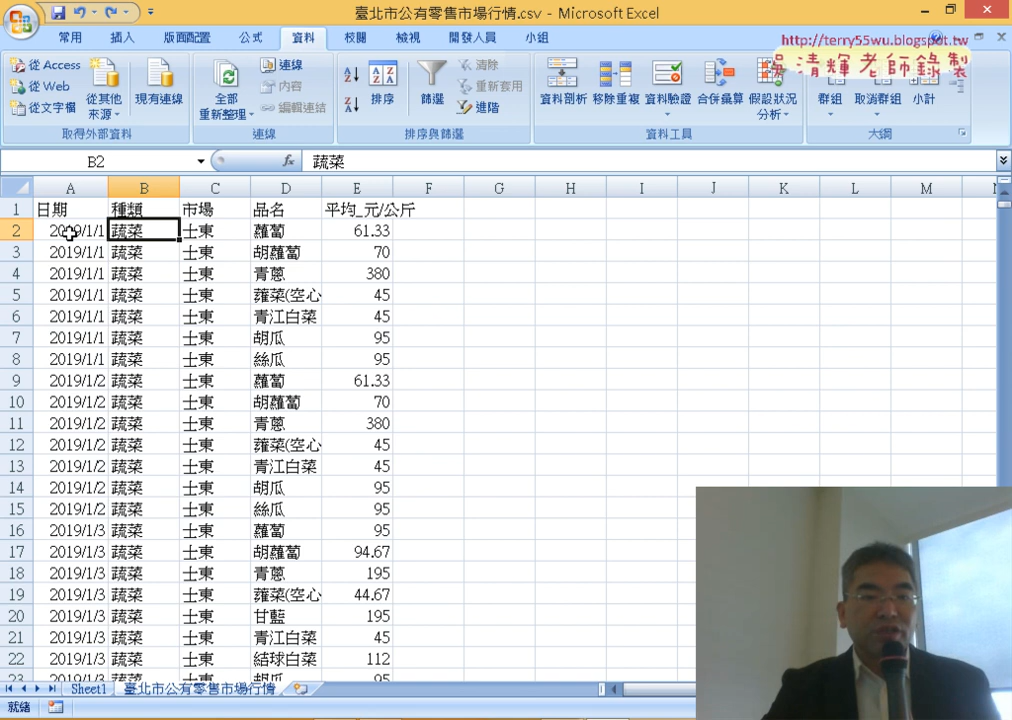 臺北市公有零售市場行情.csv - Microsoft Excel
常用 插入 版面配置 公式 資料 校閱 檢視 開發人員 小組
http://terry55wu.blogspot.tw
吳清輝老師錄製
從 Access
從 Web
從文字檔
從其他來源
現有連線
取得外部資料
全部重新整理
連線
內容
編輯連結
連線
排序
篩選
清除
重新套用
進階
排序與篩選
資料剖析 移除重複 資料驗證 合併彙算 假設狀況分析
資料工具
群組 取消群組 小計
大綱
B2 fx 蔬菜
A B C D E F G H I J K L M
1 日期 種類 市場 品名 平均_元/公斤
2 2019/1/1 蔬菜 士東 蘿蔔 61.33
3 2019/1/1 蔬菜 士東 胡蘿蔔 70
4 2019/1/1 蔬菜 士東 青蔥 380
5 2019/1/1 蔬菜 士東 蕹菜(空心 45
6 2019/1/1 蔬菜 士東 青江白菜 45
7 2019/1/1 蔬菜 士東 胡瓜 95
8 2019/1/1 蔬菜 士東 絲瓜 95
9 2019/1/2 蔬菜 士東 蘿蔔 61.33
10 2019/1/2 蔬菜 士東 胡蘿蔔 70
11 2019/1/2 蔬菜 士東 青蔥 380
12 2019/1/2 蔬菜 士東 蕹菜(空心 45
13 2019/1/2 蔬菜 士東 青江白菜 45
14 2019/1/2 蔬菜 士東 胡瓜 95
15 2019/1/2 蔬菜 士東 絲瓜 95
16 2019/1/3 蔬菜 士東 蘿蔔 95
17 2019/1/3 蔬菜 士東 胡蘿蔔 94.67
18 2019/1/3 蔬菜 士東 青蔥 195
19 2019/1/3 蔬菜 士東 蕹菜(空心 44.67
20 2019/1/3 蔬菜 士東 甘藍 195
21 2019/1/3 蔬菜 士東 青江白菜 45
22 2019/1/3 蔬菜 士東 結球白菜 112
23 2019/1/3 蔬菜 士東 胡瓜 95
Sheet1 臺北市公有零售市場行情
就緒